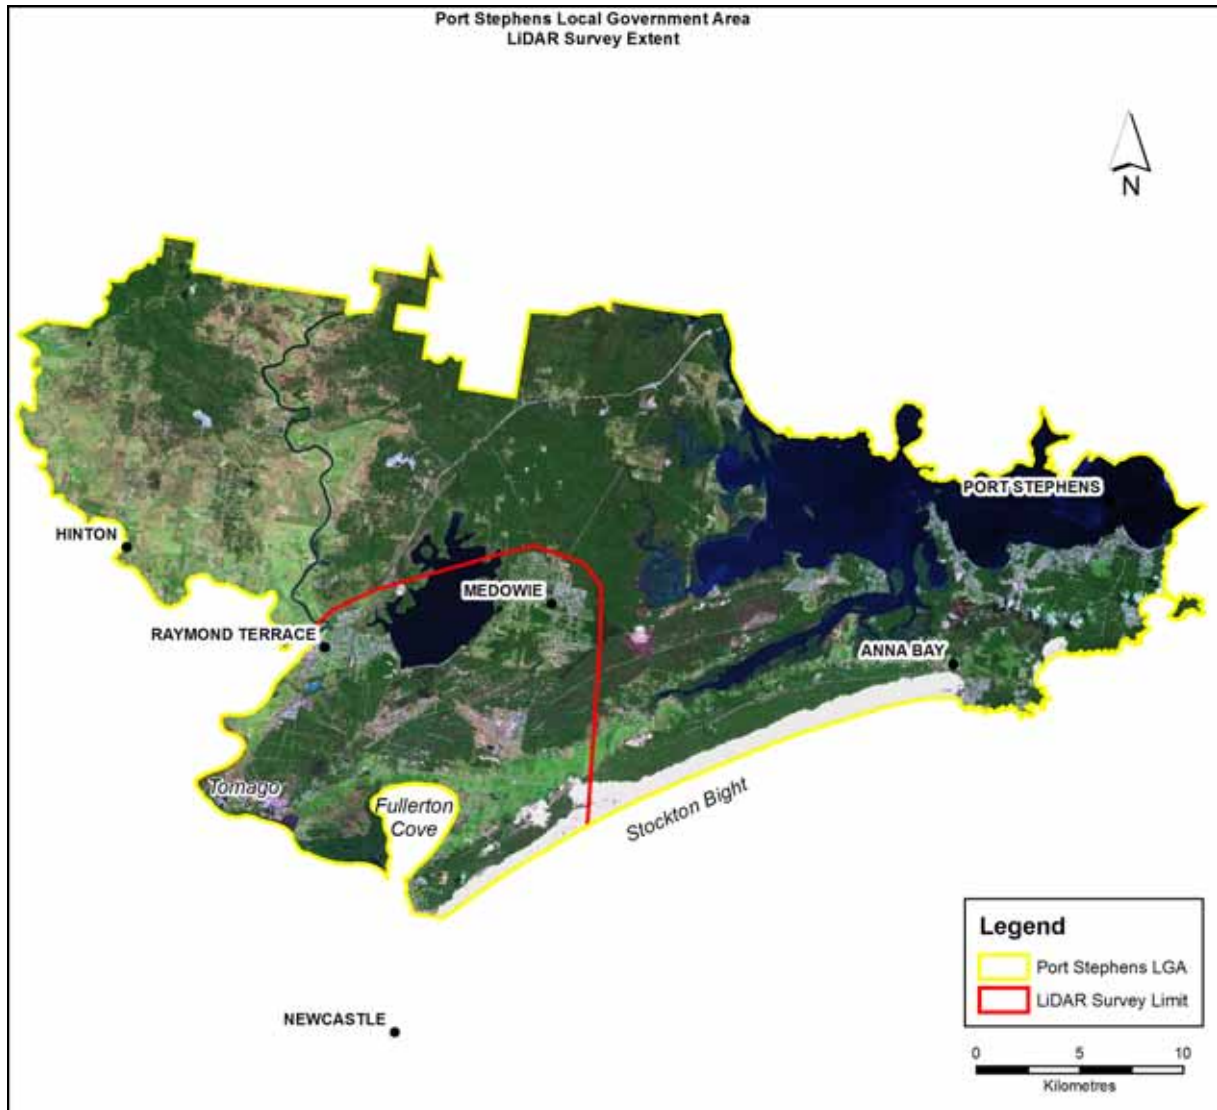 Port Stephens Local Government Area
LiDAR Survey Extent
N
PORT STEPHENS
HINTON
MEDOWIE
RAYMOND TERRACE
ANNA BAY
Tomago
Fullerton
Cove
Stockton Bight
Legend
Port Stephens LGA
LiDAR Survey Limit
NEWCASTLE
0 5 10
Kilometres